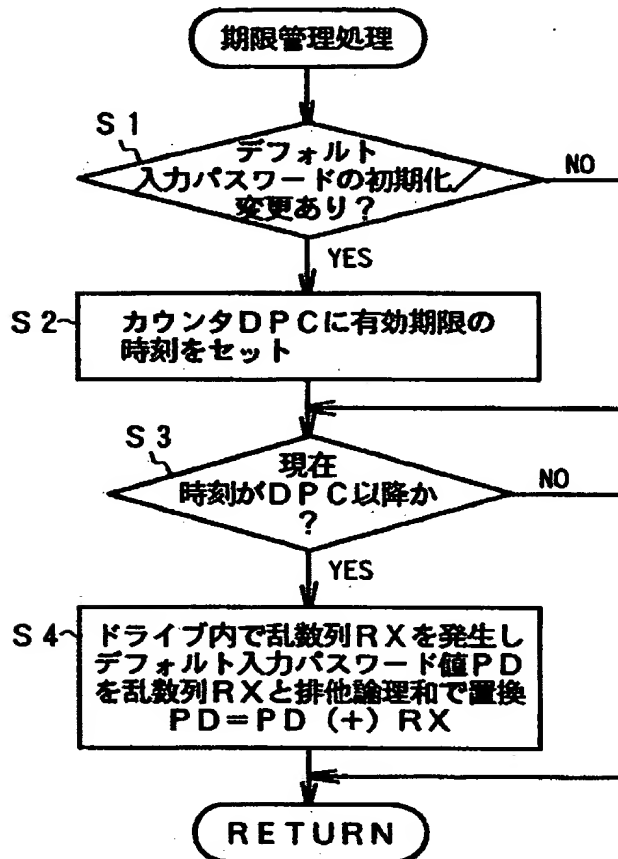 期限管理処理
S1
デフォルト
入力パスワードの初期化/
変更あり?
NO
YES
S2
カウンタDPCに有効期限の
時刻をセット
S3
現在
時刻がDPC以降か
?
NO
YES
S4
ドライブ内で乱数列RXを発生し
デフォルト入力パスワード値PD
を乱数列RXと排他論理和で置換
PD=PD (+) RX
RETURN